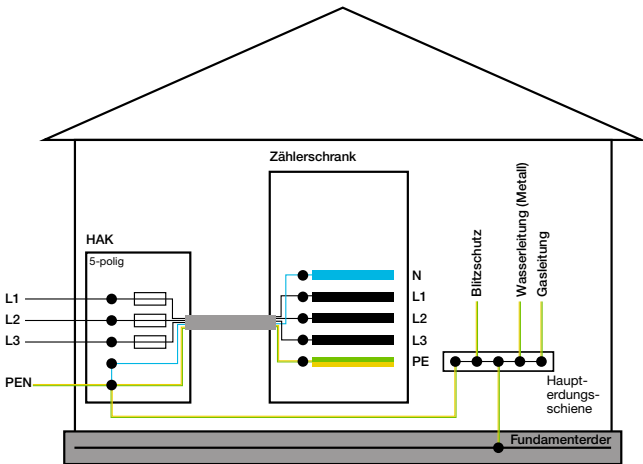 Zählerschrank
HAK
5-polig
L1
L2
L3
PEN
N
L1
L2
L3
PE
Blitzschutz
Wasserleitung (Metall)
Gasleitung
Haupt-
erdungs-
schiene
Fundamenterder